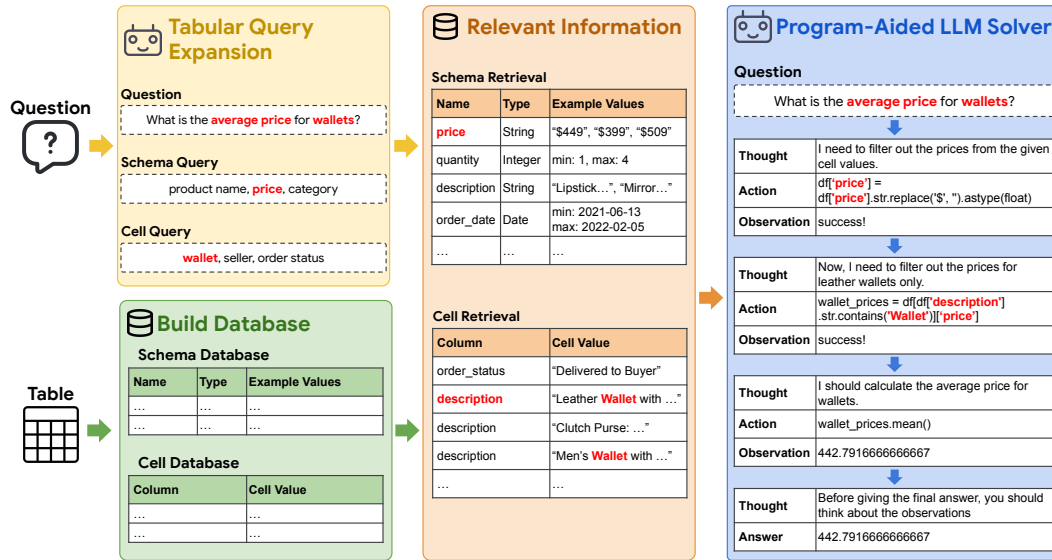 Question
?
Table
Tabular Query
Expansion
Question
What is the average price for wallets?
Schema Query
product name, price, category
Cell Query
wallet, seller, order status
Build Database
Schema Database
Name Type Example Values
... ... ...
... ... ...
Cell Database
Column Cell Value
... ...
... ...
Relevant Information
Schema Retrieval
Name Type Example Values
price String “$449”, “$399”, “$509”
quantity Integer min: 1, max: 4
description String “Lipstick…”, “Mirror…”
order_date Date min: 2021-06-13
max: 2022-02-05
... ... ...
Cell Retrieval
Column Cell Value
order_status “Delivered to Buyer”
description “Leather Wallet with …”
description “Clutch Purse: …”
description “Men’s Wallet with …”
... ...
Program-Aided LLM Solver
Question
What is the average price for wallets?
Thought I need to filter out the prices from the given
cell values.
Action df[‘price’] =
df['price'].str.replace('$', '').astype(float)
Observation success!
Thought Now, I need to filter out the prices for
leather wallets only.
Action wallet_prices = df[df['description']
.str.contains('Wallet')][‘price’]
Observation success!
Thought I should calculate the average price for
wallets.
Action wallet_prices.mean()
Observation 442.7916666666667
Thought Before giving the final answer, you should
think about the observations
Answer 442.7916666666667